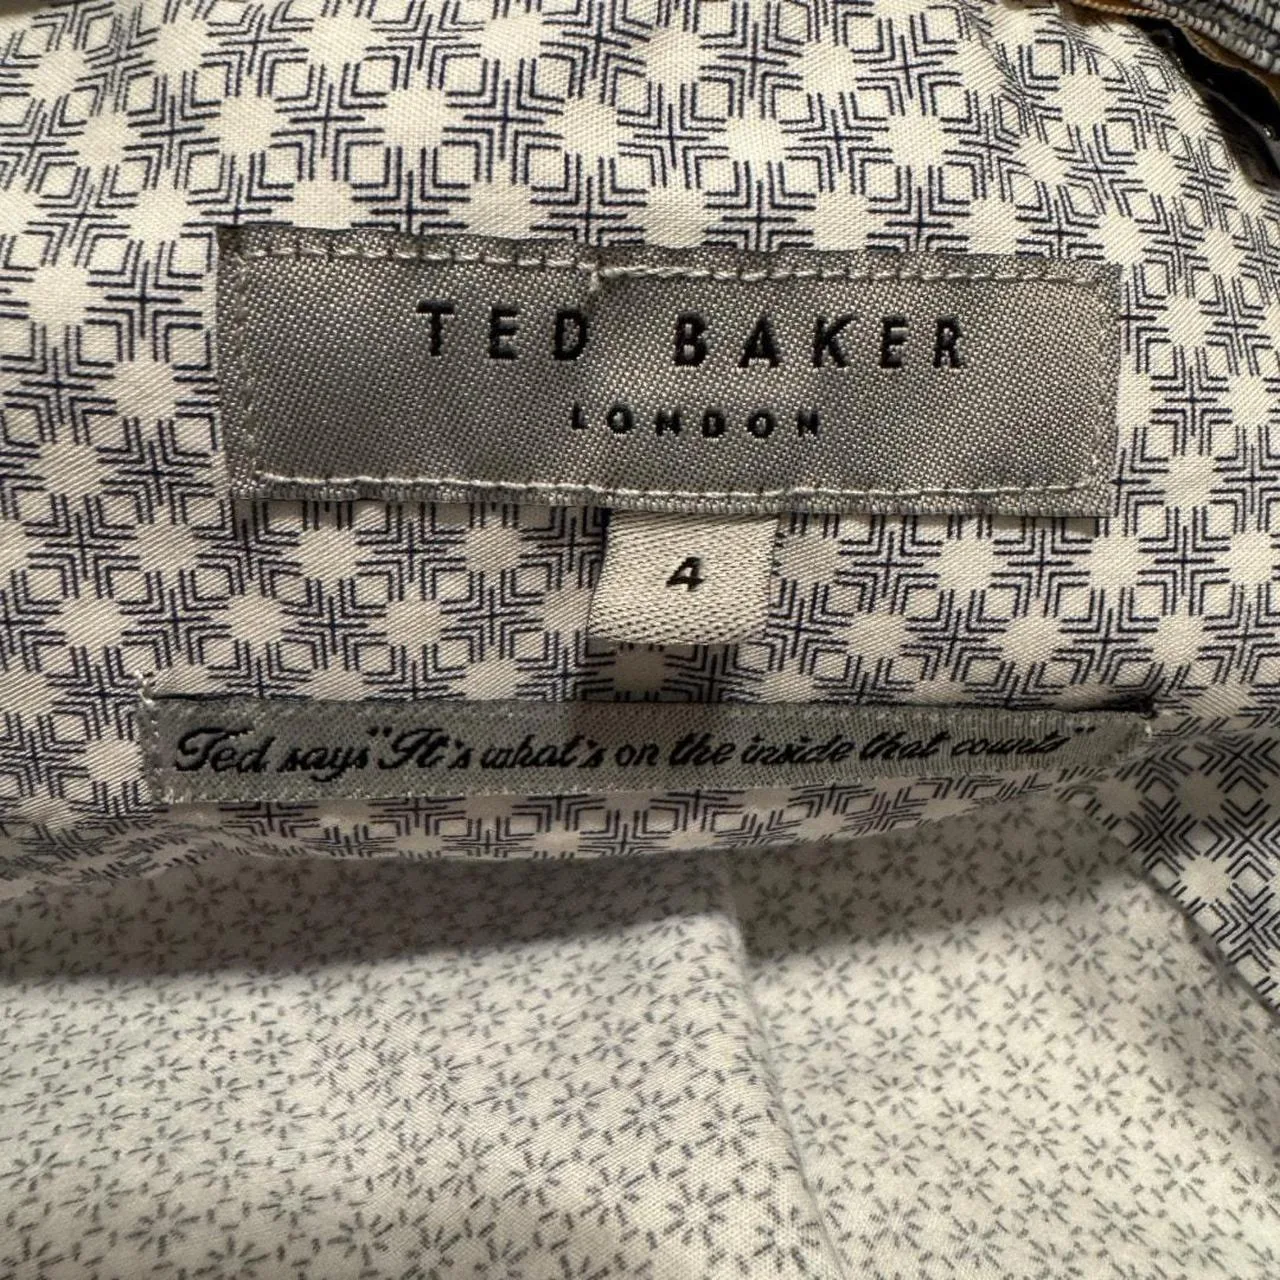 TED BAKER
LONDON
4
Ted says "It's what's on the inside that counts"